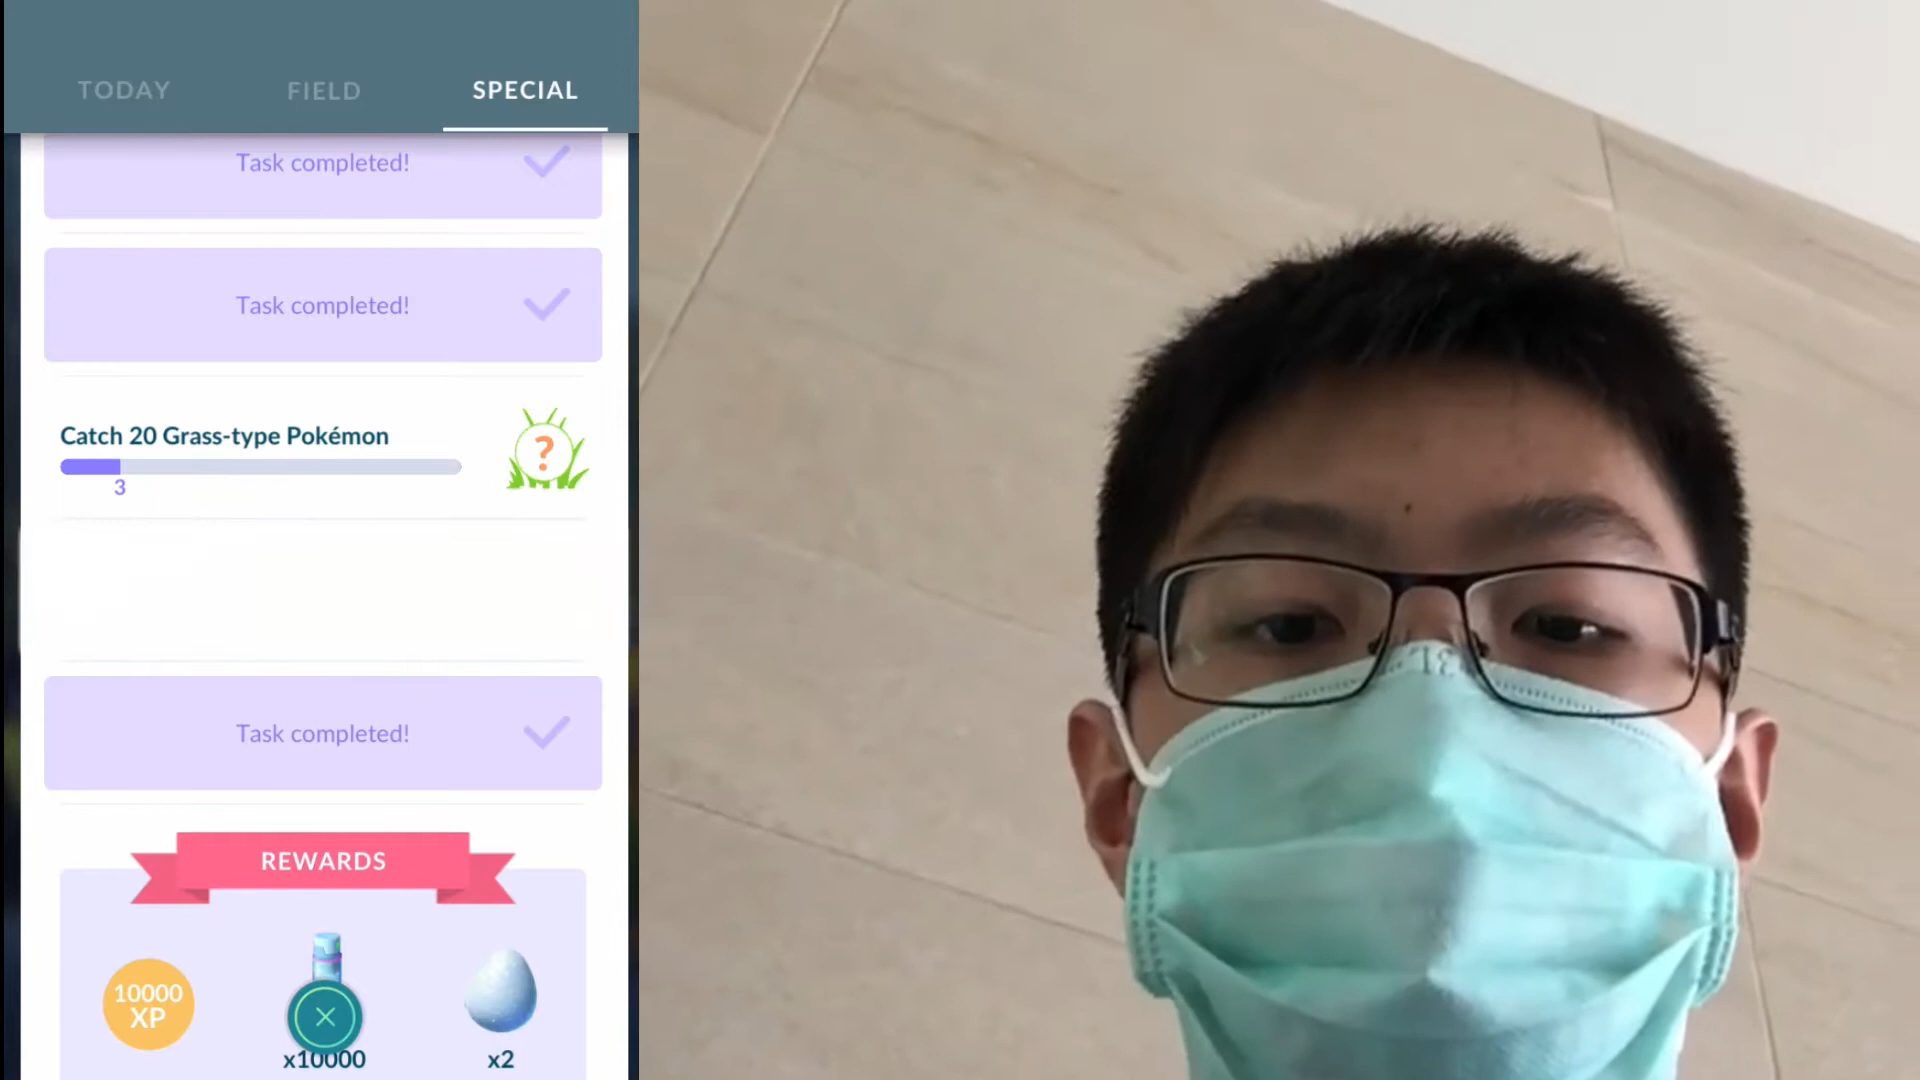 TODAY
FIELD
SPECIAL
Task completed!
Task completed!
Catch 20 Grass-type Pokémon
?
3
Task completed!
REWARDS
10000
XP
x10000
x2